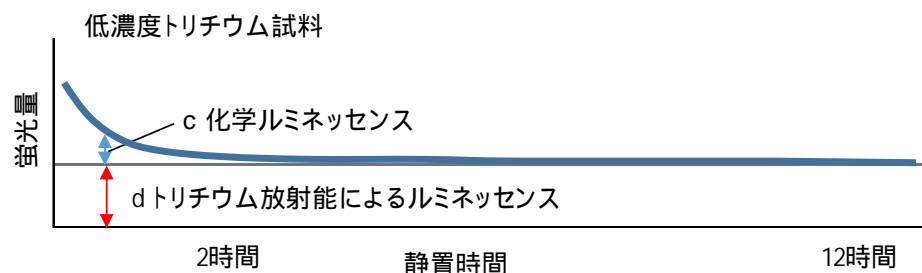 低濃度トリチウム試料
蛍光量
c 化学ルミネッセンス
d トリチウム放射能によるルミネッセンス
2時間
静置時間
12時間